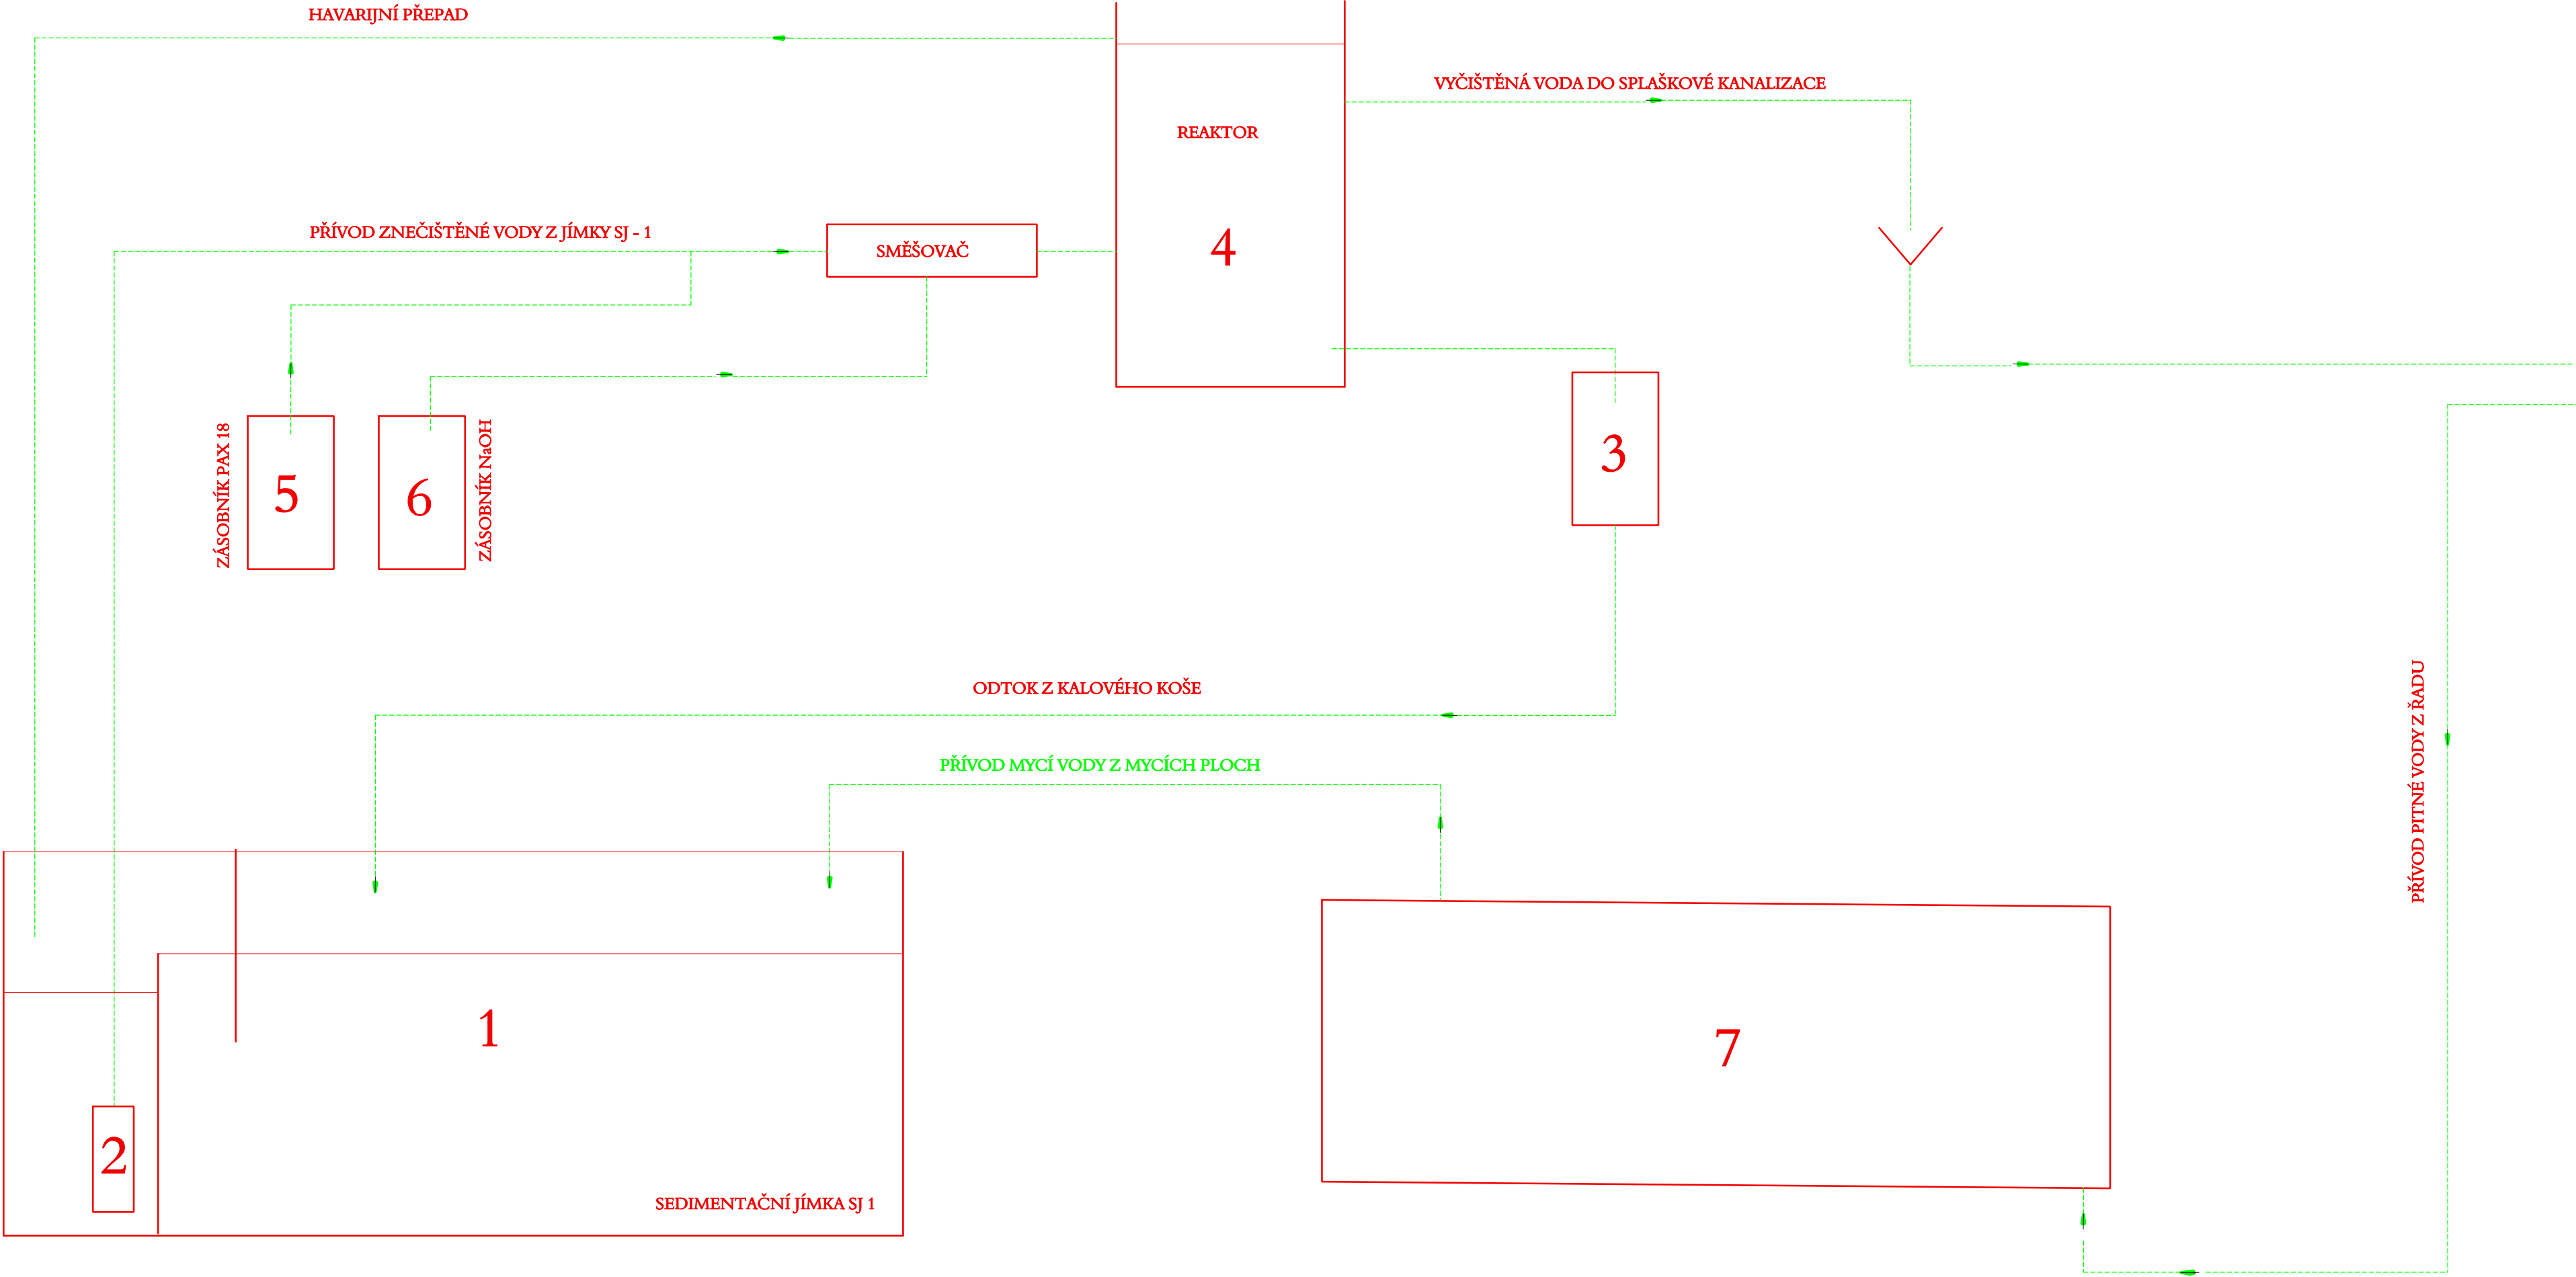 HAVARIJNÍ PŘEPAD
VYČIŠTĚNÁ VODA DO SPLAŠKOVÉ KANALIZACE
REAKTOR
4
PŘÍVOD ZNEČIŠTĚNÉ VODY Z JÍMKY SJ - 1
SMĚŠOVAČ
ZÁSOBNÍK PAX 18
5
6
ZÁSOBNÍK NaOH
3
ODTOK Z KALOVÉHO KOŠE
PŘÍVOD MYCÍ VODY Z MYCÍCH PLOCH
PŘÍVOD PITNÉ VODY Z ŘADU
1
7
2
SEDIMENTAČNÍ JÍMKA SJ 1